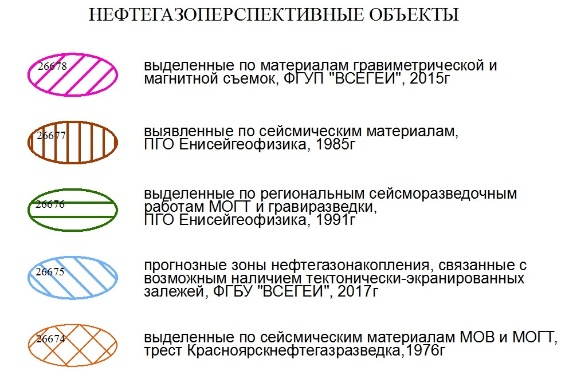 НЕФТЕГАЗОПЕРСПЕКТИВНЫЕ ОБЪЕКТЫ
26678
выделенные по материалам гравиметрической и
магнитной съемок, ФГУП "ВСЕГЕИ", 2015г
26677
выявленные по сейсмическим материалам,
ПГО Енисейгеофизика, 1985г
26676
выделенные по региональным сейсморазведочным
работам МОГТ и гравиразведки,
ПГО Енисейгеофизика, 1991г
26675
прогнозные зоны нефтегазонакопления, связанные с
возможным наличием тектонически-экранированных
залежей, ФГБУ "ВСЕГЕИ", 2017г
26674
выделенные по сейсмическим материалам МОВ и МОГТ,
трест Красноярскнефтегазразведка,1976г